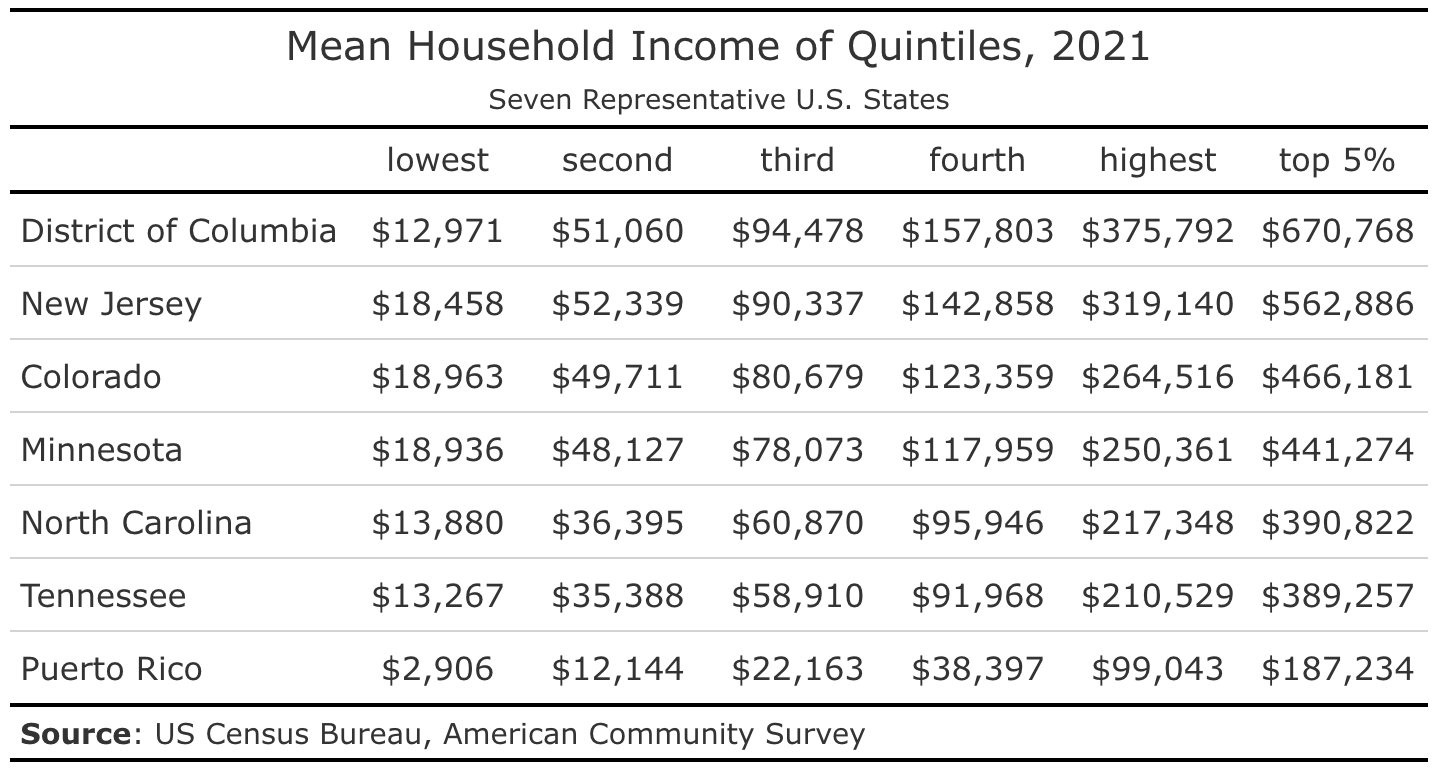 Mean Household Income of Quintiles, 2021
Seven Representative U.S. States
lowest second third fourth highest top 5%
District of Columbia $12,971 $51,060 $94,478 $157,803 $375,792 $670,768
New Jersey $18,458 $52,339 $90,337 $142,858 $319,140 $562,886
Colorado $18,963 $49,711 $80,679 $123,359 $264,516 $466,181
Minnesota $18,936 $48,127 $78,073 $117,959 $250,361 $441,274
North Carolina $13,880 $36,395 $60,870 $95,946 $217,348 $390,822
Tennessee $13,267 $35,388 $58,910 $91,968 $210,529 $389,257
Puerto Rico $2,906 $12,144 $22,163 $38,397 $99,043 $187,234
Source: US Census Bureau, American Community Survey